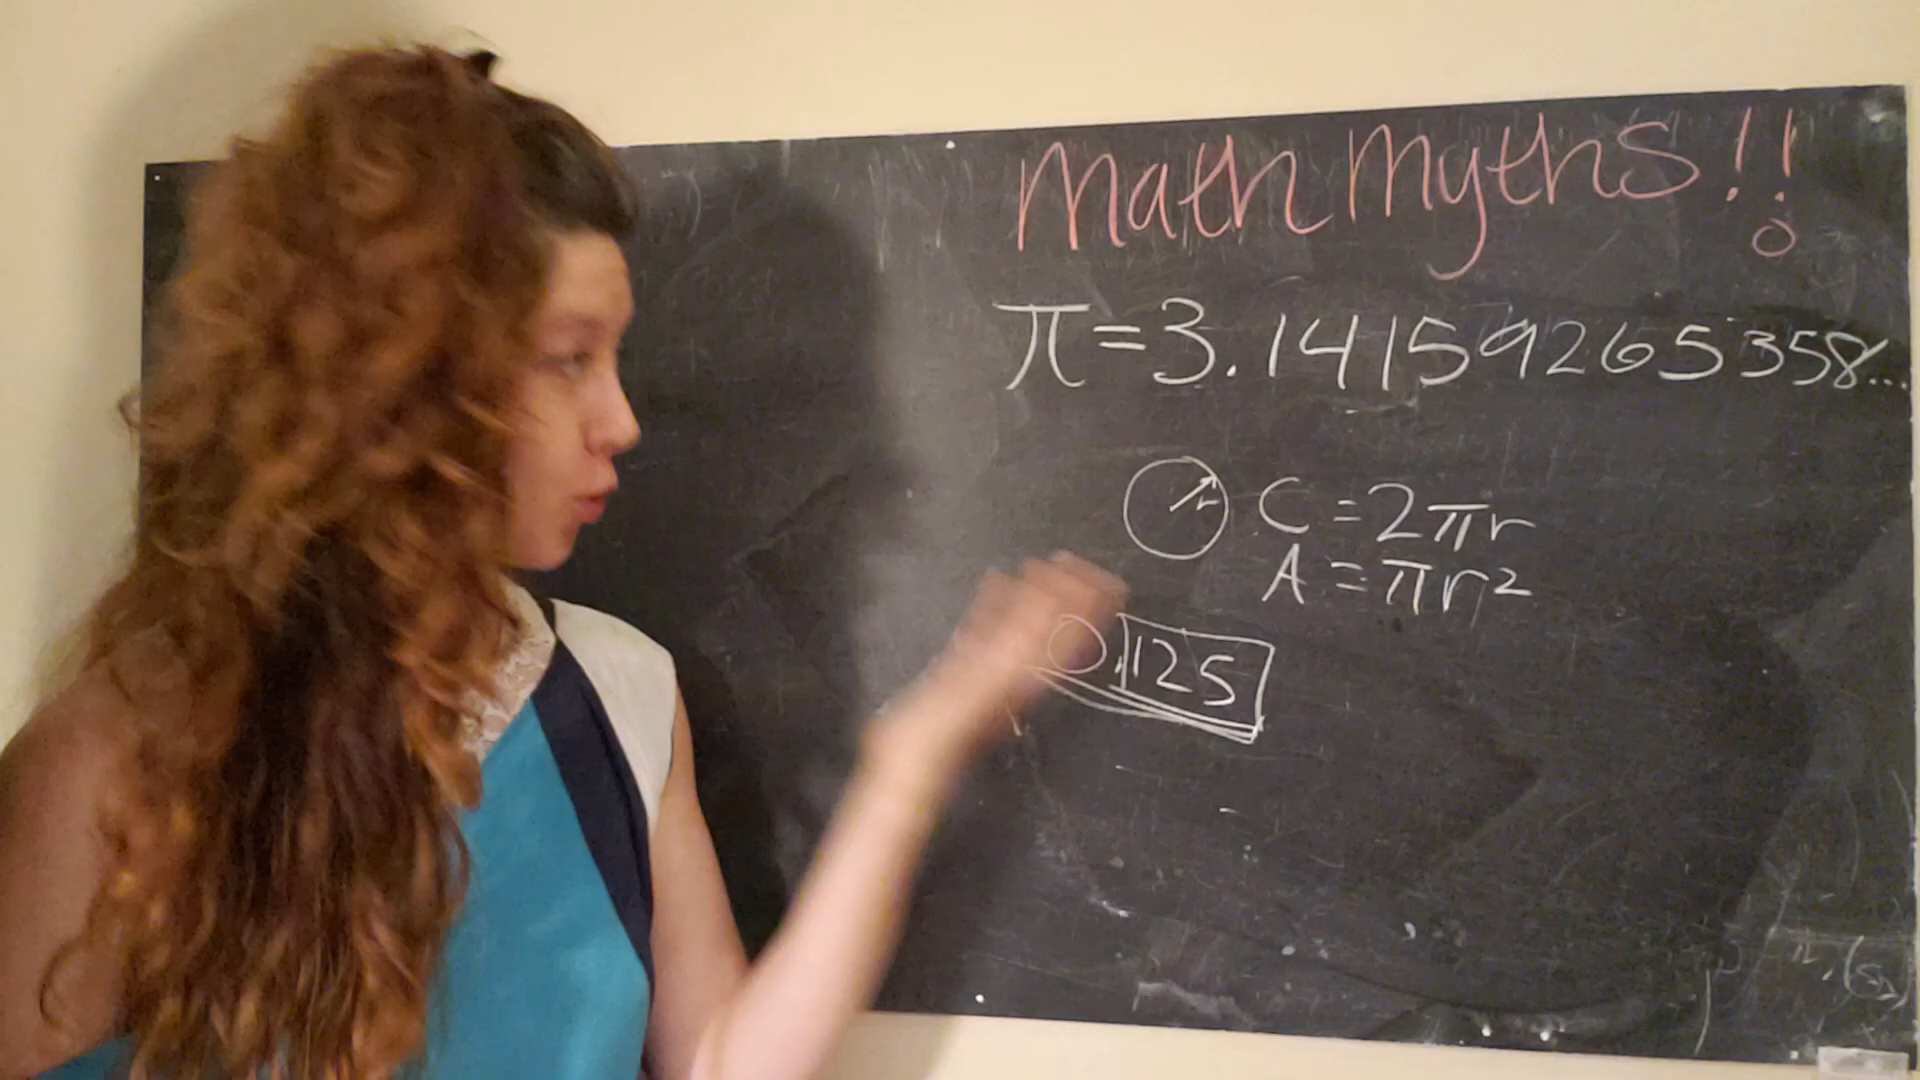 Math Myths!!
π=3.14159265358...
r
C=2πr
A=πr²
0.125